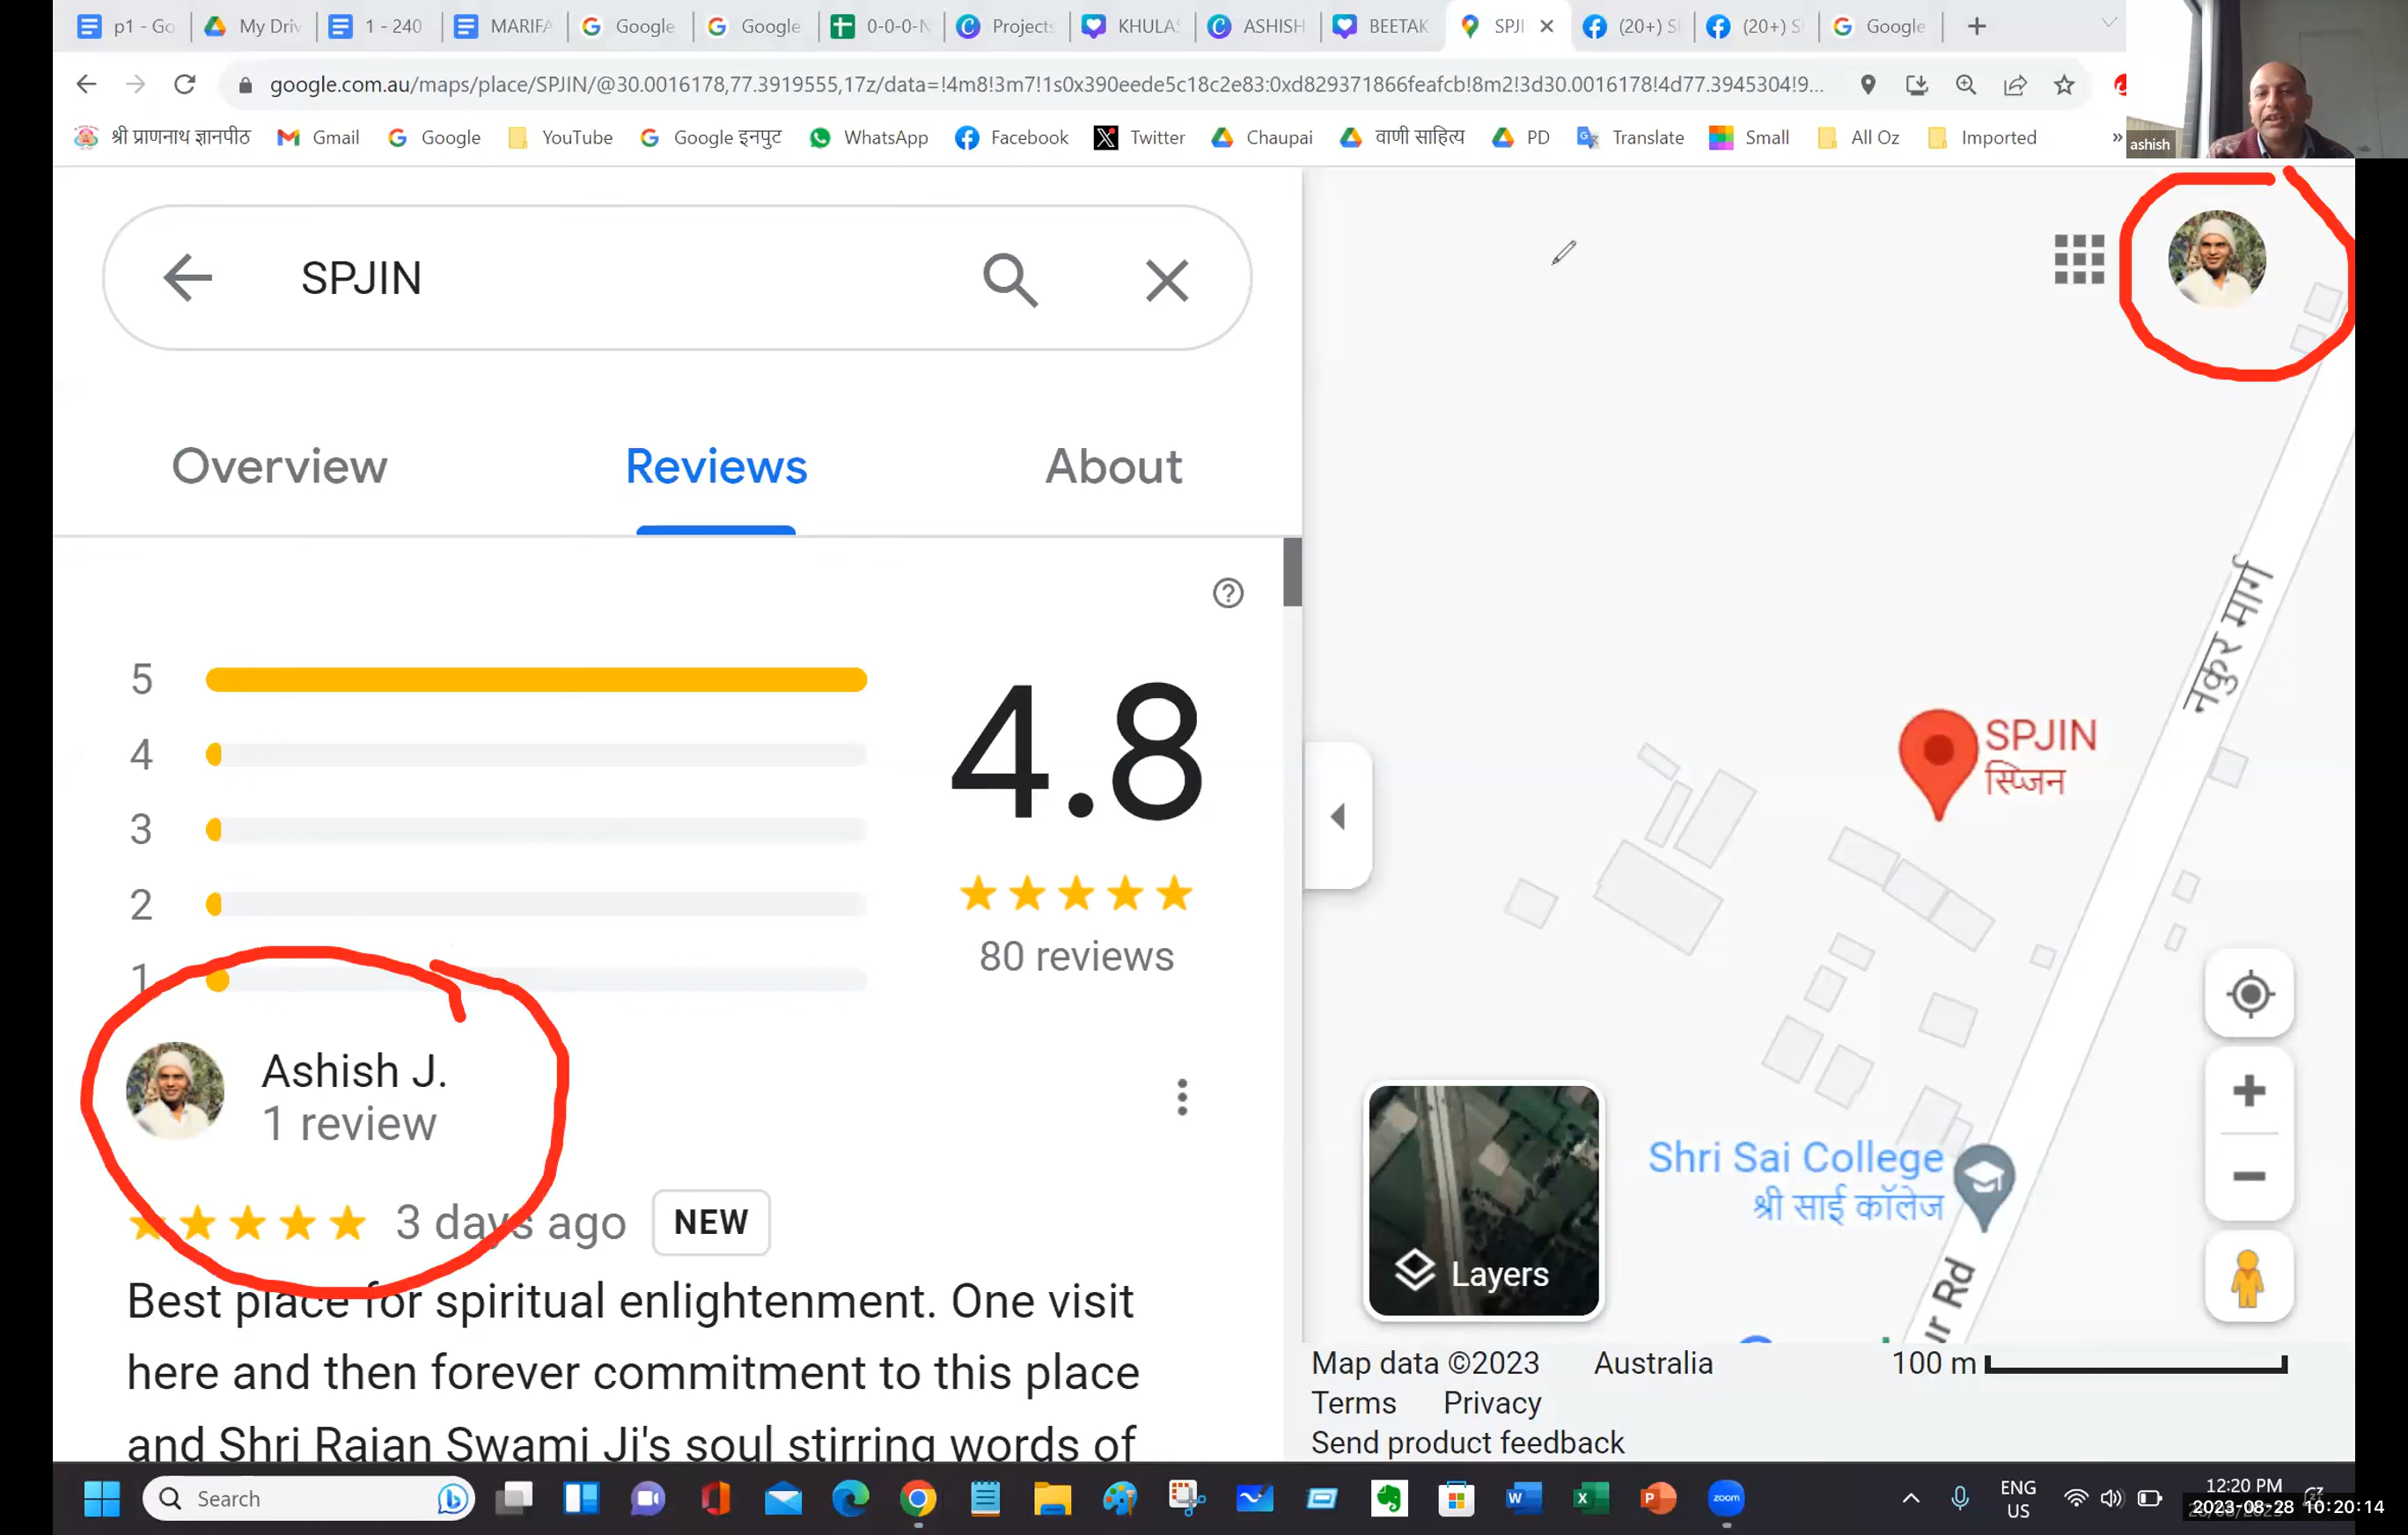 p1 - Go
My Driv
1 - 240
MARIFA
Google
Google
0-0-0-N
Projects
KHULAS
ASHISH
BEETAK
SPJI
(20+) S
(20+) S
Google
google.com.au/maps/place/SPJIN/@30.0016178,77.3919555,17z/data=!4m8!3m7!1s0x390eede5c18c2e83:0xd829371866feafcb!8m2!3d30.0016178!4d77.3945304!9...
श्री प्राणनाथ ज्ञानपीठ
Gmail
Google
YouTube
Google इनपुट
WhatsApp
Facebook
Twitter
Chaupai
वाणी साहित्य
PD
Translate
Small
All Oz
Imported
»
ashish
SPJIN
Overview
Reviews
About
5
4
3
2
1
4.8
80 reviews
Ashish J.
1 review
3 days ago
NEW
Best place for spiritual enlightenment. One visit
here and then forever commitment to this place
and Shri Rajan Swami Ji's soul stirring words of
नकुर मार्ग
SPJIN
स्प्जिन
Shri Sai College
श्री साई कॉलेज
ur Rd
Layers
Map data ©2023
Australia
100 m
Terms
Privacy
Send product feedback
Search
zoom
ENG
US
12:20 PM
2023-08-28 10:20:14